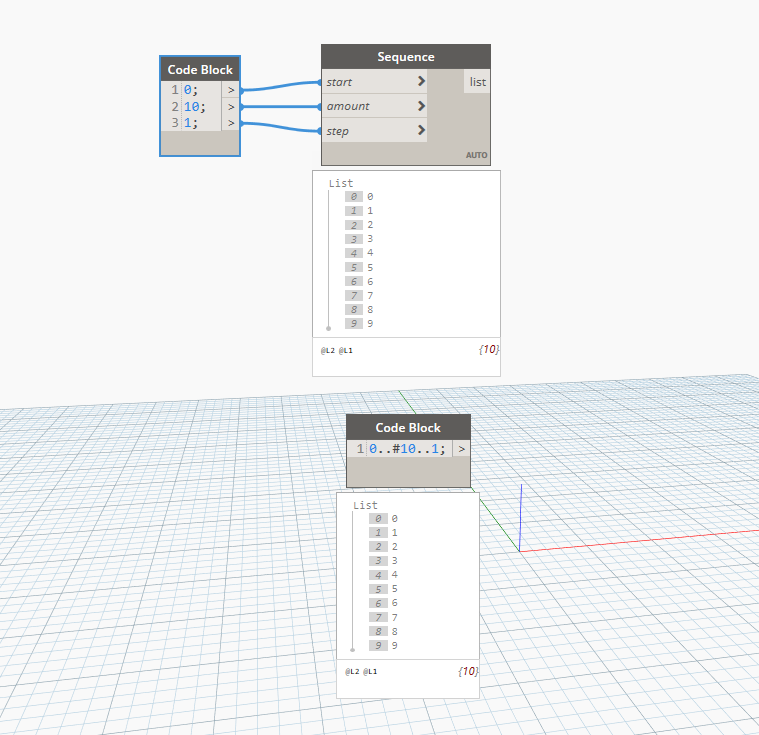 Code Block
1 0; >
2 10; >
3 1; >
Sequence
start > list
amount >
step >
AUTO
List
0 0
1 1
2 2
3 3
4 4
5 5
6 6
7 7
8 8
9 9
@L2 @L1 {10}
Code Block
1 0..#10..1; >
List
0 0
1 1
2 2
3 3
4 4
5 5
6 6
7 7
8 8
9 9
@L2 @L1 {10}